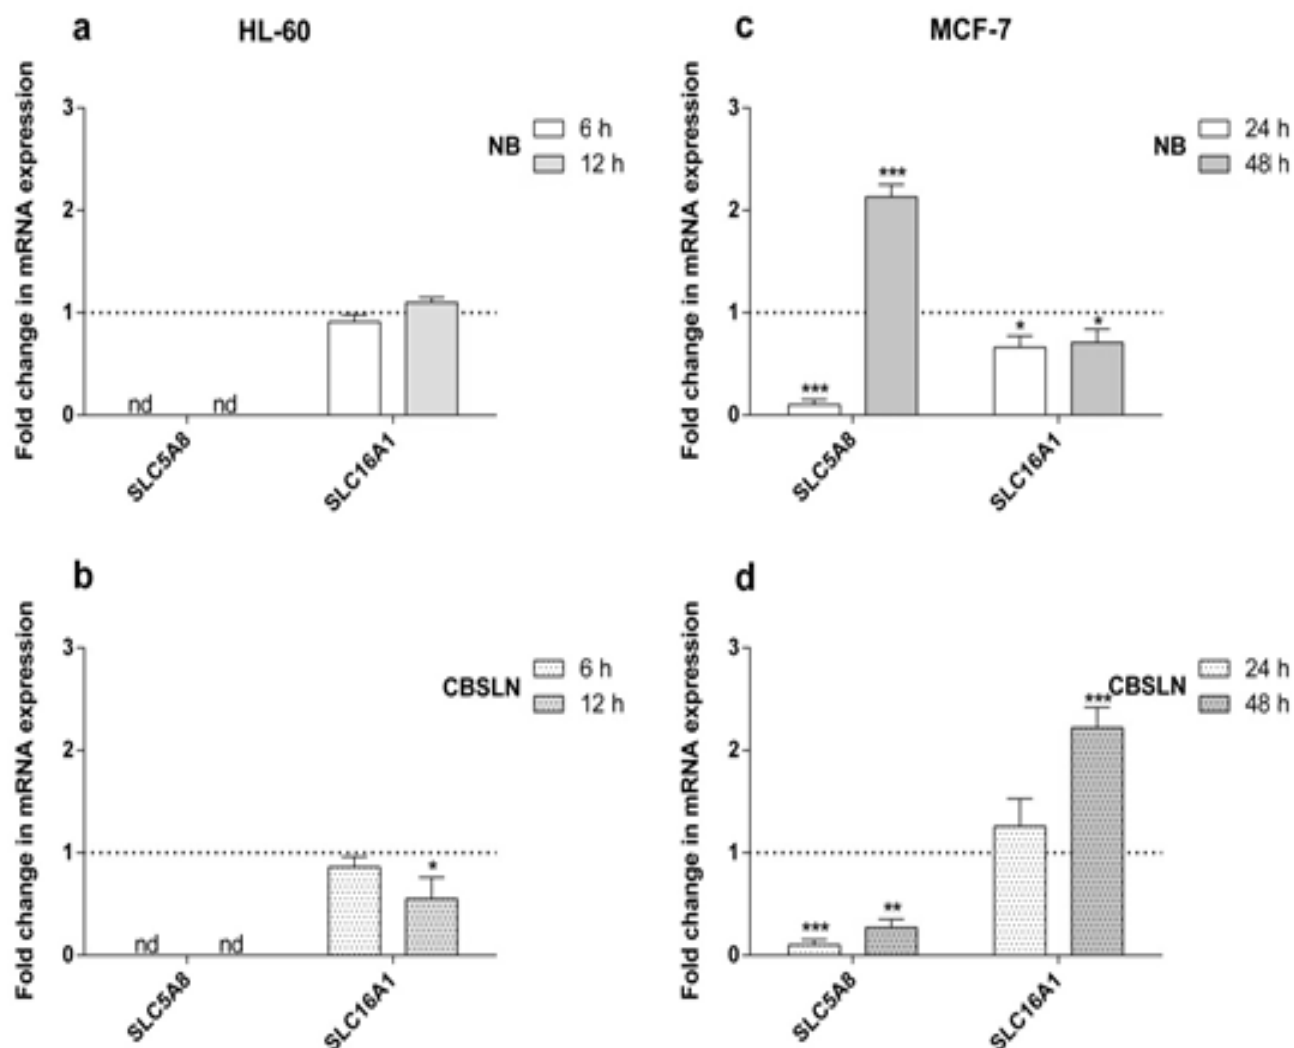 a
HL-60
Fold change in mRNA expression
3
2
1
0
NB
6 h
12 h
nd
nd
SLC5A8
SLC16A1
c
MCF-7
Fold change in mRNA expression
3
2
1
0
NB
24 h
48 h
***
***
*
*
SLC5A8
SLC16A1
b
Fold change in mRNA expression
3
2
1
0
CBSLN
6 h
12 h
nd
nd
*
SLC5A8
SLC16A1
d
Fold change in mRNA expression
3
2
1
0
CBSLN
24 h
48 h
***
**
***
SLC5A8
SLC16A1